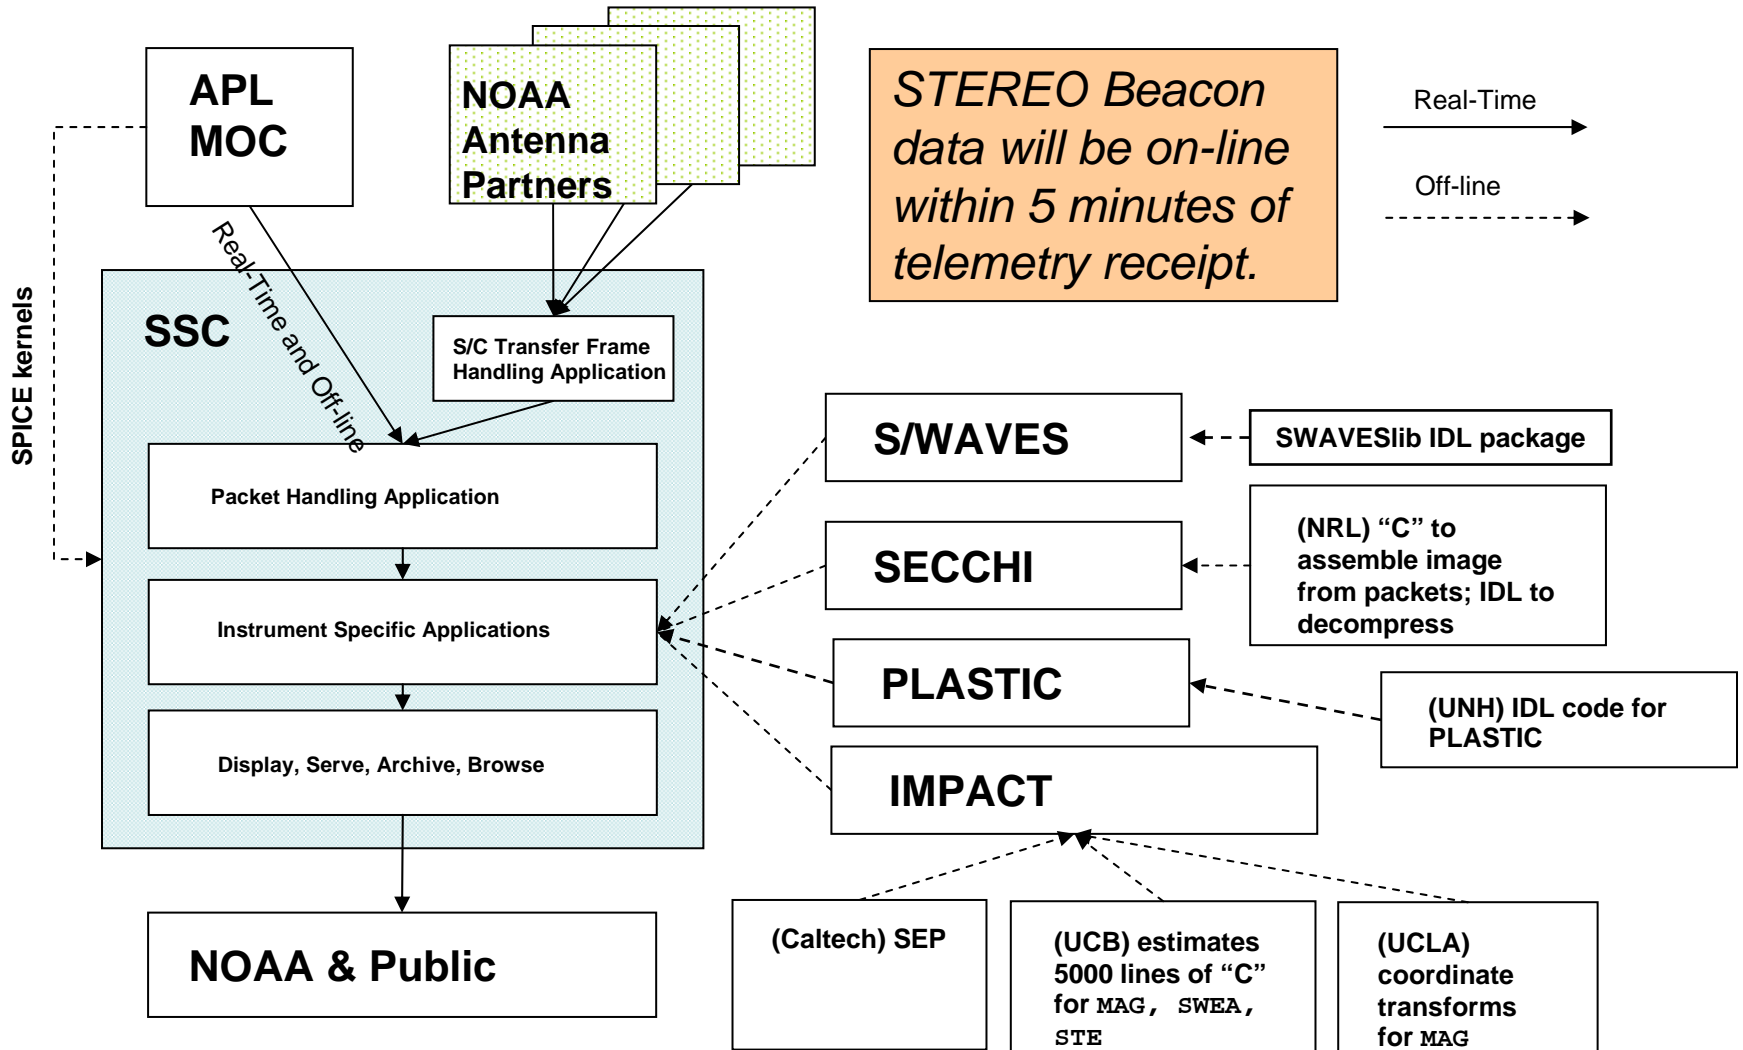 APL
MOC
NOAA
Antenna
Partners
STEREO Beacon
data will be on-line
within 5 minutes of
telemetry receipt.
Real-Time
Off-line
SPICE kernels
Real-Time and Off-line
SSC
S/C Transfer Frame
Handling Application
Packet Handling Application
Instrument Specific Applications
Display, Serve, Archive, Browse
NOAA & Public
S/WAVES
SWAVESlib IDL package
SECCHI
(NRL) “C” to
assemble image
from packets; IDL to
decompress
PLASTIC
(UNH) IDL code for
PLASTIC
IMPACT
(Caltech) SEP
(UCB) estimates
5000 lines of “C”
for MAG, SWEA,
STE
(UCLA)
coordinate
transforms
for MAG